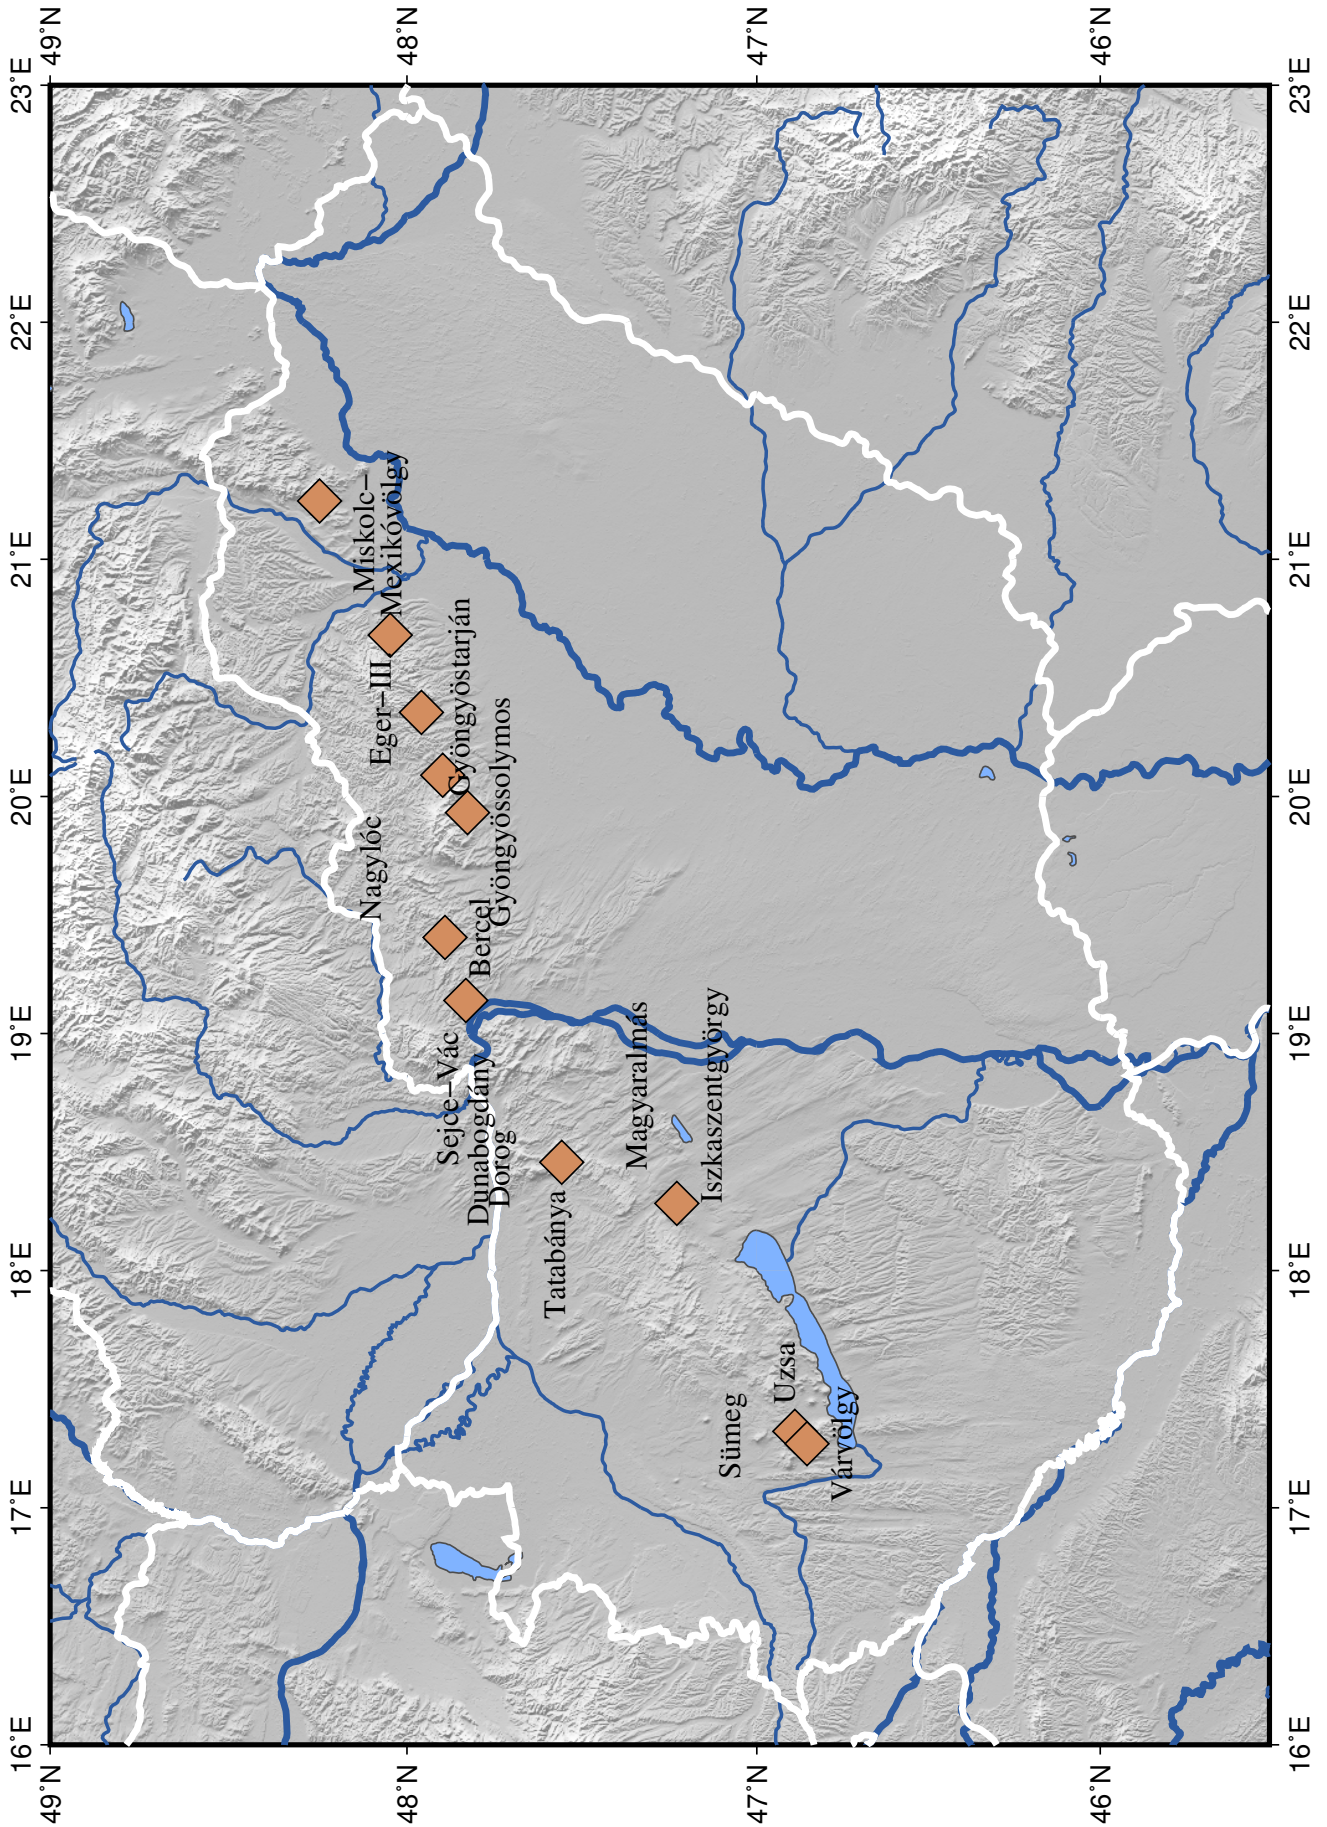 49°N
48°N
47°N
46°N
23°E
22°E
21°E
20°E
19°E
18°E
17°E
16°E
Miskolc–
Mexikóvölgy
Eger–III
Gyöngyöstarján
Gyöngyössolymos
Nagylóc
Bercel
Sejce–Vác
Dunabogdány
Dorog
Tatabánya
Magyaralmás
Iszkaszentgyörgy
Sümeg
Uzsa
Várvölgy
23°E
22°E
21°E
20°E
19°E
18°E
17°E
16°E
49°N
48°N
47°N
46°N